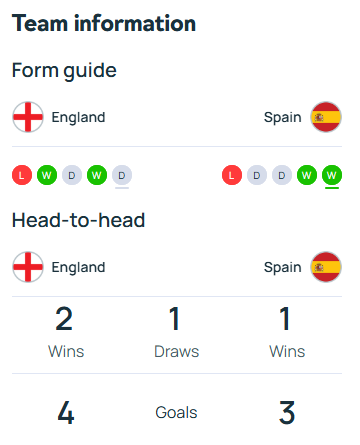 Team information
Form guide
England Spain
L W D W D L D D W W
Head-to-head
England Spain
2 1 1
Wins Draws Wins
4 Goals 3